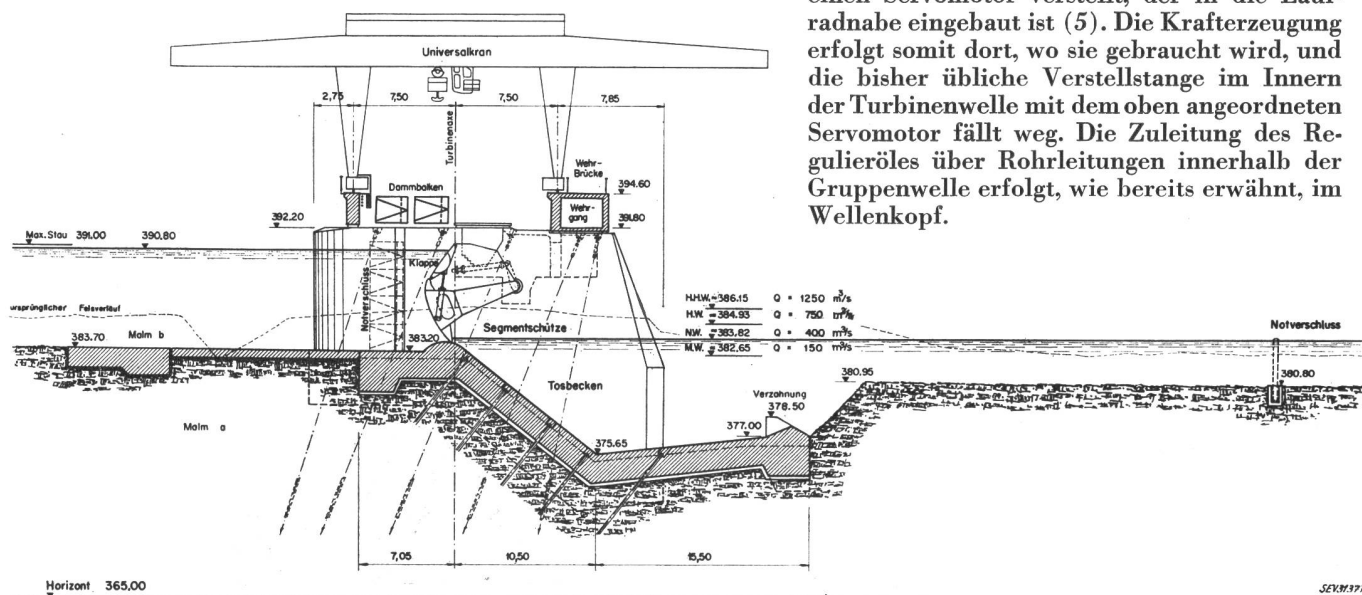 einen Servomotor verstellt, der in die Lauf-
radnabe eingebaut ist (5). Die Krafterzeugung
erfolgt somit dort, wo sie gebraucht wird, und
die bisher übliche Verstellstange im Innern
der Turbinenwelle mit dem oben angeordneten
Servomotor fällt weg. Die Zuleitung des Re-
gulieröles über Rohrleitungen innerhalb der
Gruppenwelle erfolgt, wie bereits erwähnt, im
Wellenkopf.
Universalkran
2,75 7,50 7,50 7,85
Turbinenaxe
Dammbalken
Wehr-
Brücke
Wehr-
gang
394.60
391.80
392.20
Max. Stau 391.00 390.80
Klappe
Notverschluss
ursprünglicher Felsverlauf
Malm b
383.70
383.20
Segmentschütze
H.H.W.=386.15 Q = 1250 m³/s
H.W. =384.93 Q = 750 m³/s
N.W. =383.82 Q = 400 m³/s
M.W. =382.65 Q = 150 m³/s
Notverschluss
380.95
380.80
Tosbecken
Verzahnung
378.50
377.00
375.65
Malm a
7,05 10,50 15,50
Horizont 365,00